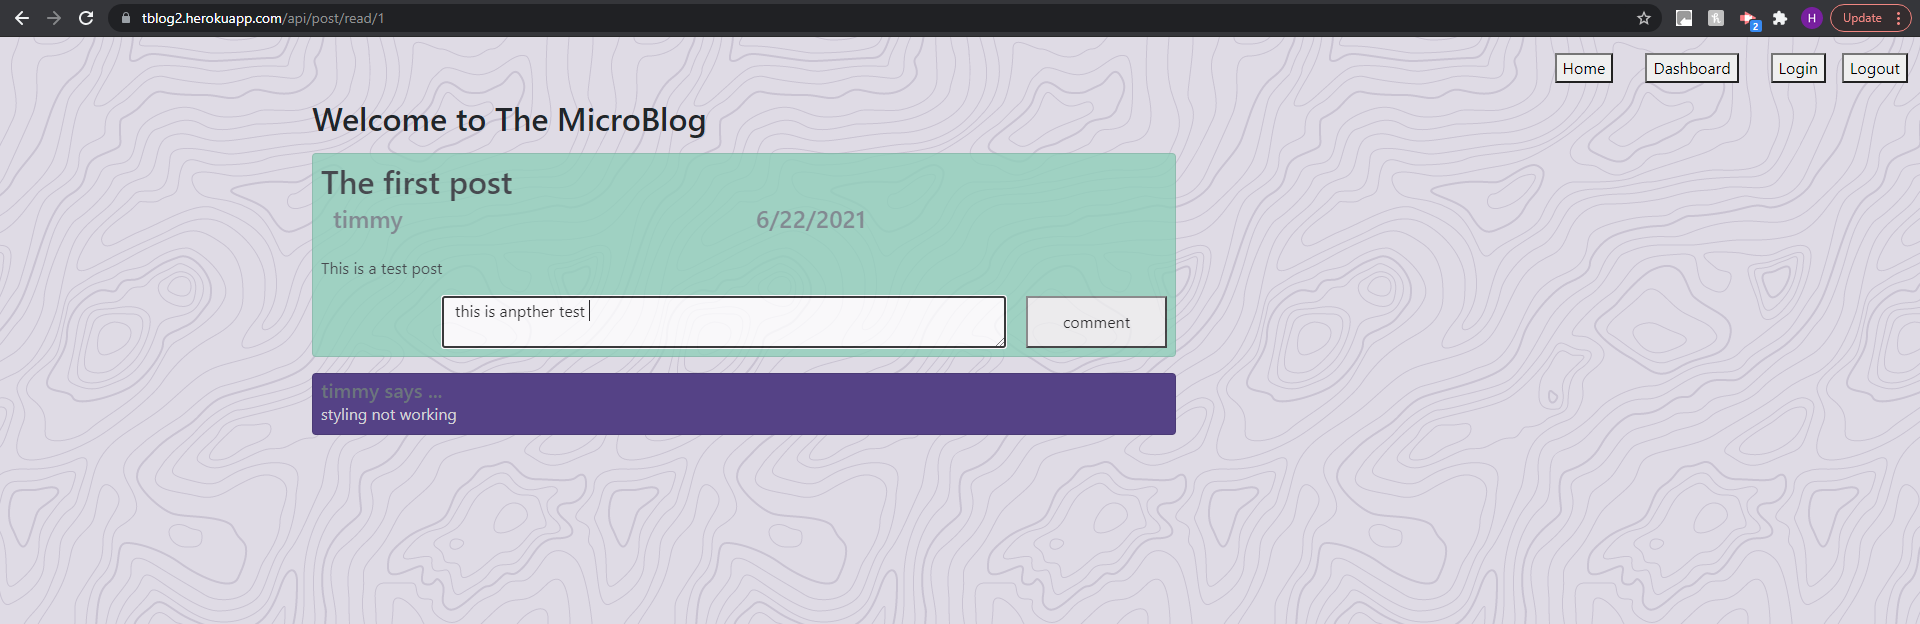 tblog2.herokuapp.com/api/post/read/1
2
H
Update
Home Dashboard Login Logout
Welcome to The MicroBlog
The first post
timmy 6/22/2021
This is a test post
this is anpther test
comment
timmy says ...
styling not working